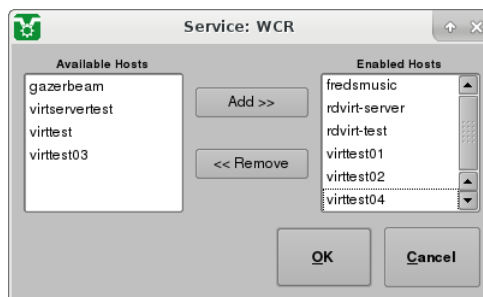 Service: WCR
Available Hosts
gazerbeam
virtservertest
virttest
virttest03
Add >>
<< Remove
Enabled Hosts
fredsmusic
rdvirt-server
rdvirt-test
virttest01
virttest02
virttest04
OK
Cancel